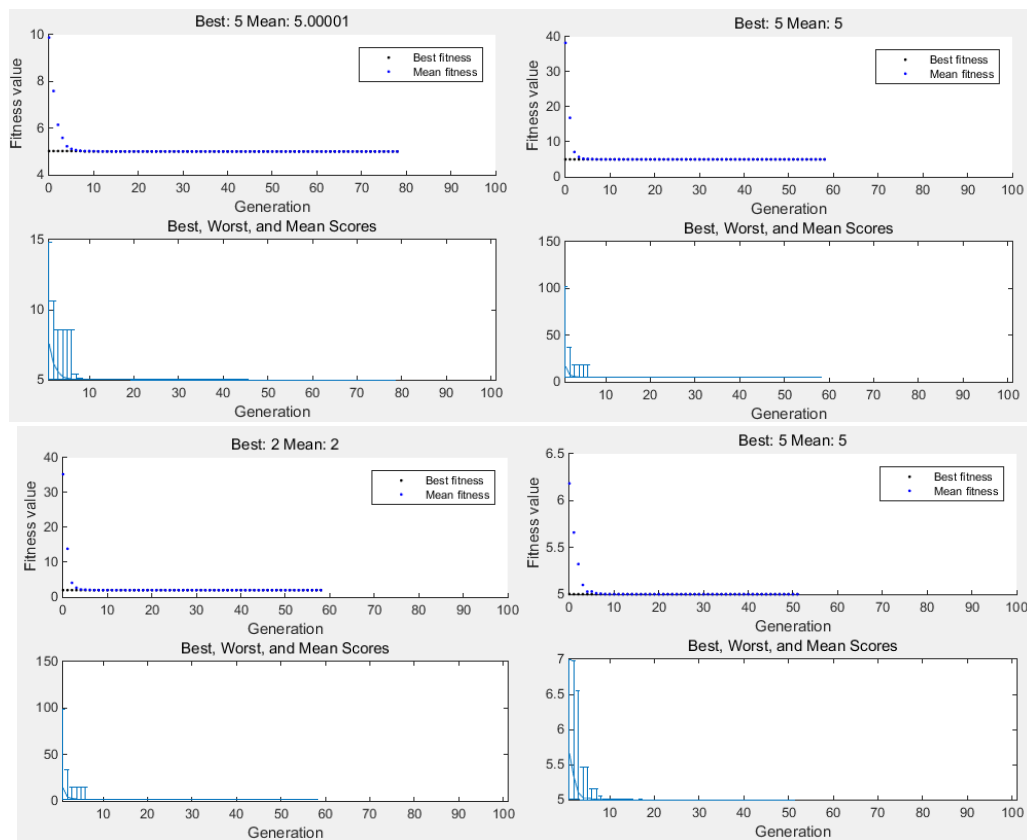 Best: 5 Mean: 5.00001
10
8
6
4
Fitness value
Best fitness
Mean fitness
0 10 20 30 40 50 60 70 80 90 100
Generation
Best, Worst, and Mean Scores
15
10
5
10 20 30 40 50 60 70 80 90 100
Generation
Best: 5 Mean: 5
40
30
20
10
0
Fitness value
Best fitness
Mean fitness
0 10 20 30 40 50 60 70 80 90 100
Generation
Best, Worst, and Mean Scores
150
100
50
0
10 20 30 40 50 60 70 80 90 100
Generation
Best: 2 Mean: 2
40
30
20
10
0
Fitness value
Best fitness
Mean fitness
0 10 20 30 40 50 60 70 80 90 100
Generation
Best, Worst, and Mean Scores
150
100
50
0
10 20 30 40 50 60 70 80 90 100
Generation
Best: 5 Mean: 5
6.5
6
5.5
5
Fitness value
Best fitness
Mean fitness
0 10 20 30 40 50 60 70 80 90 100
Generation
Best, Worst, and Mean Scores
7
6.5
6
5.5
5
10 20 30 40 50 60 70 80 90 100
Generation